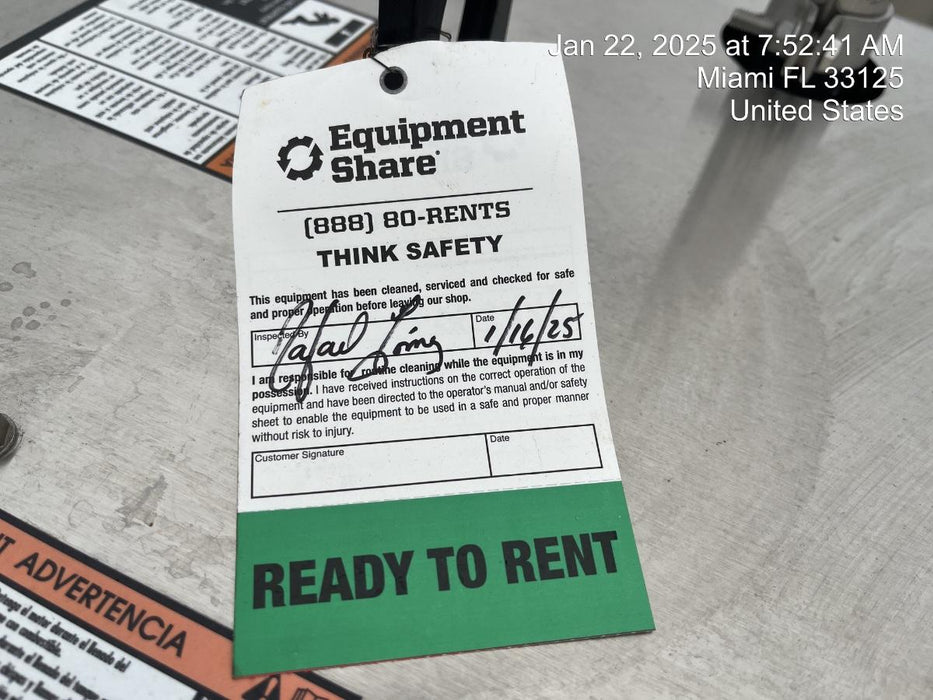 Jan 22, 2025 at 7:52:41 AM
Miami FL 33125
United States
Equipment
Share
(888) 80-RENTS
THINK SAFETY
This equipment has been cleaned, serviced and checked for safe
and proper operation before leaving our shop.
Inspected By
Rafael
Date
1/16/25
I am responsible for routine cleaning while the equipment is in my
possession. I have received instructions on the correct operation of the
equipment and have been directed to the operator's manual and/or safety
sheet to enable the equipment to be used in a safe and proper manner
without risk to injury.
Customer Signature
Date
READY TO RENT
ADVERTENCIA